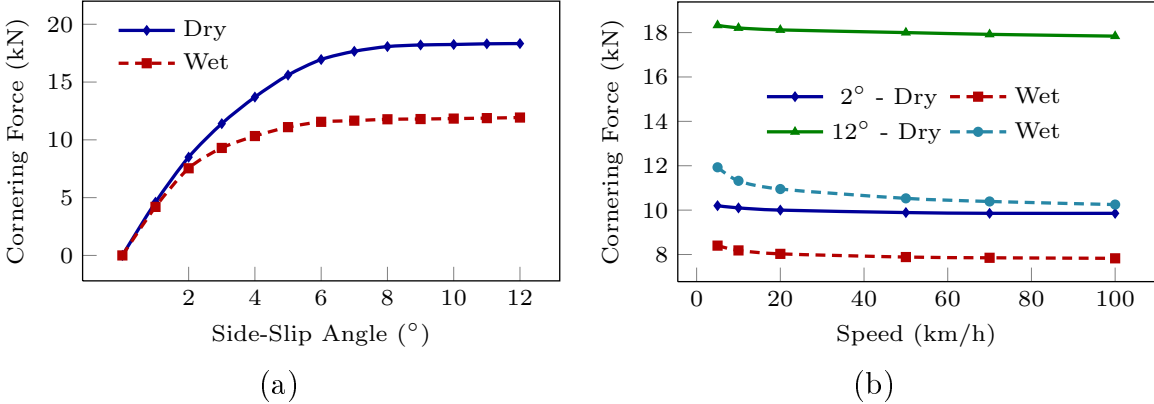 Cornering Force (kN)
20
15
10
5
0
Dry
Wet
2
4
6
8
10
12
Side-Slip Angle (°)
(a)
Cornering Force (kN)
18
16
14
12
10
8
2° - Dry
Wet
12° - Dry
Wet
0
20
40
60
80
100
Speed (km/h)
(b)